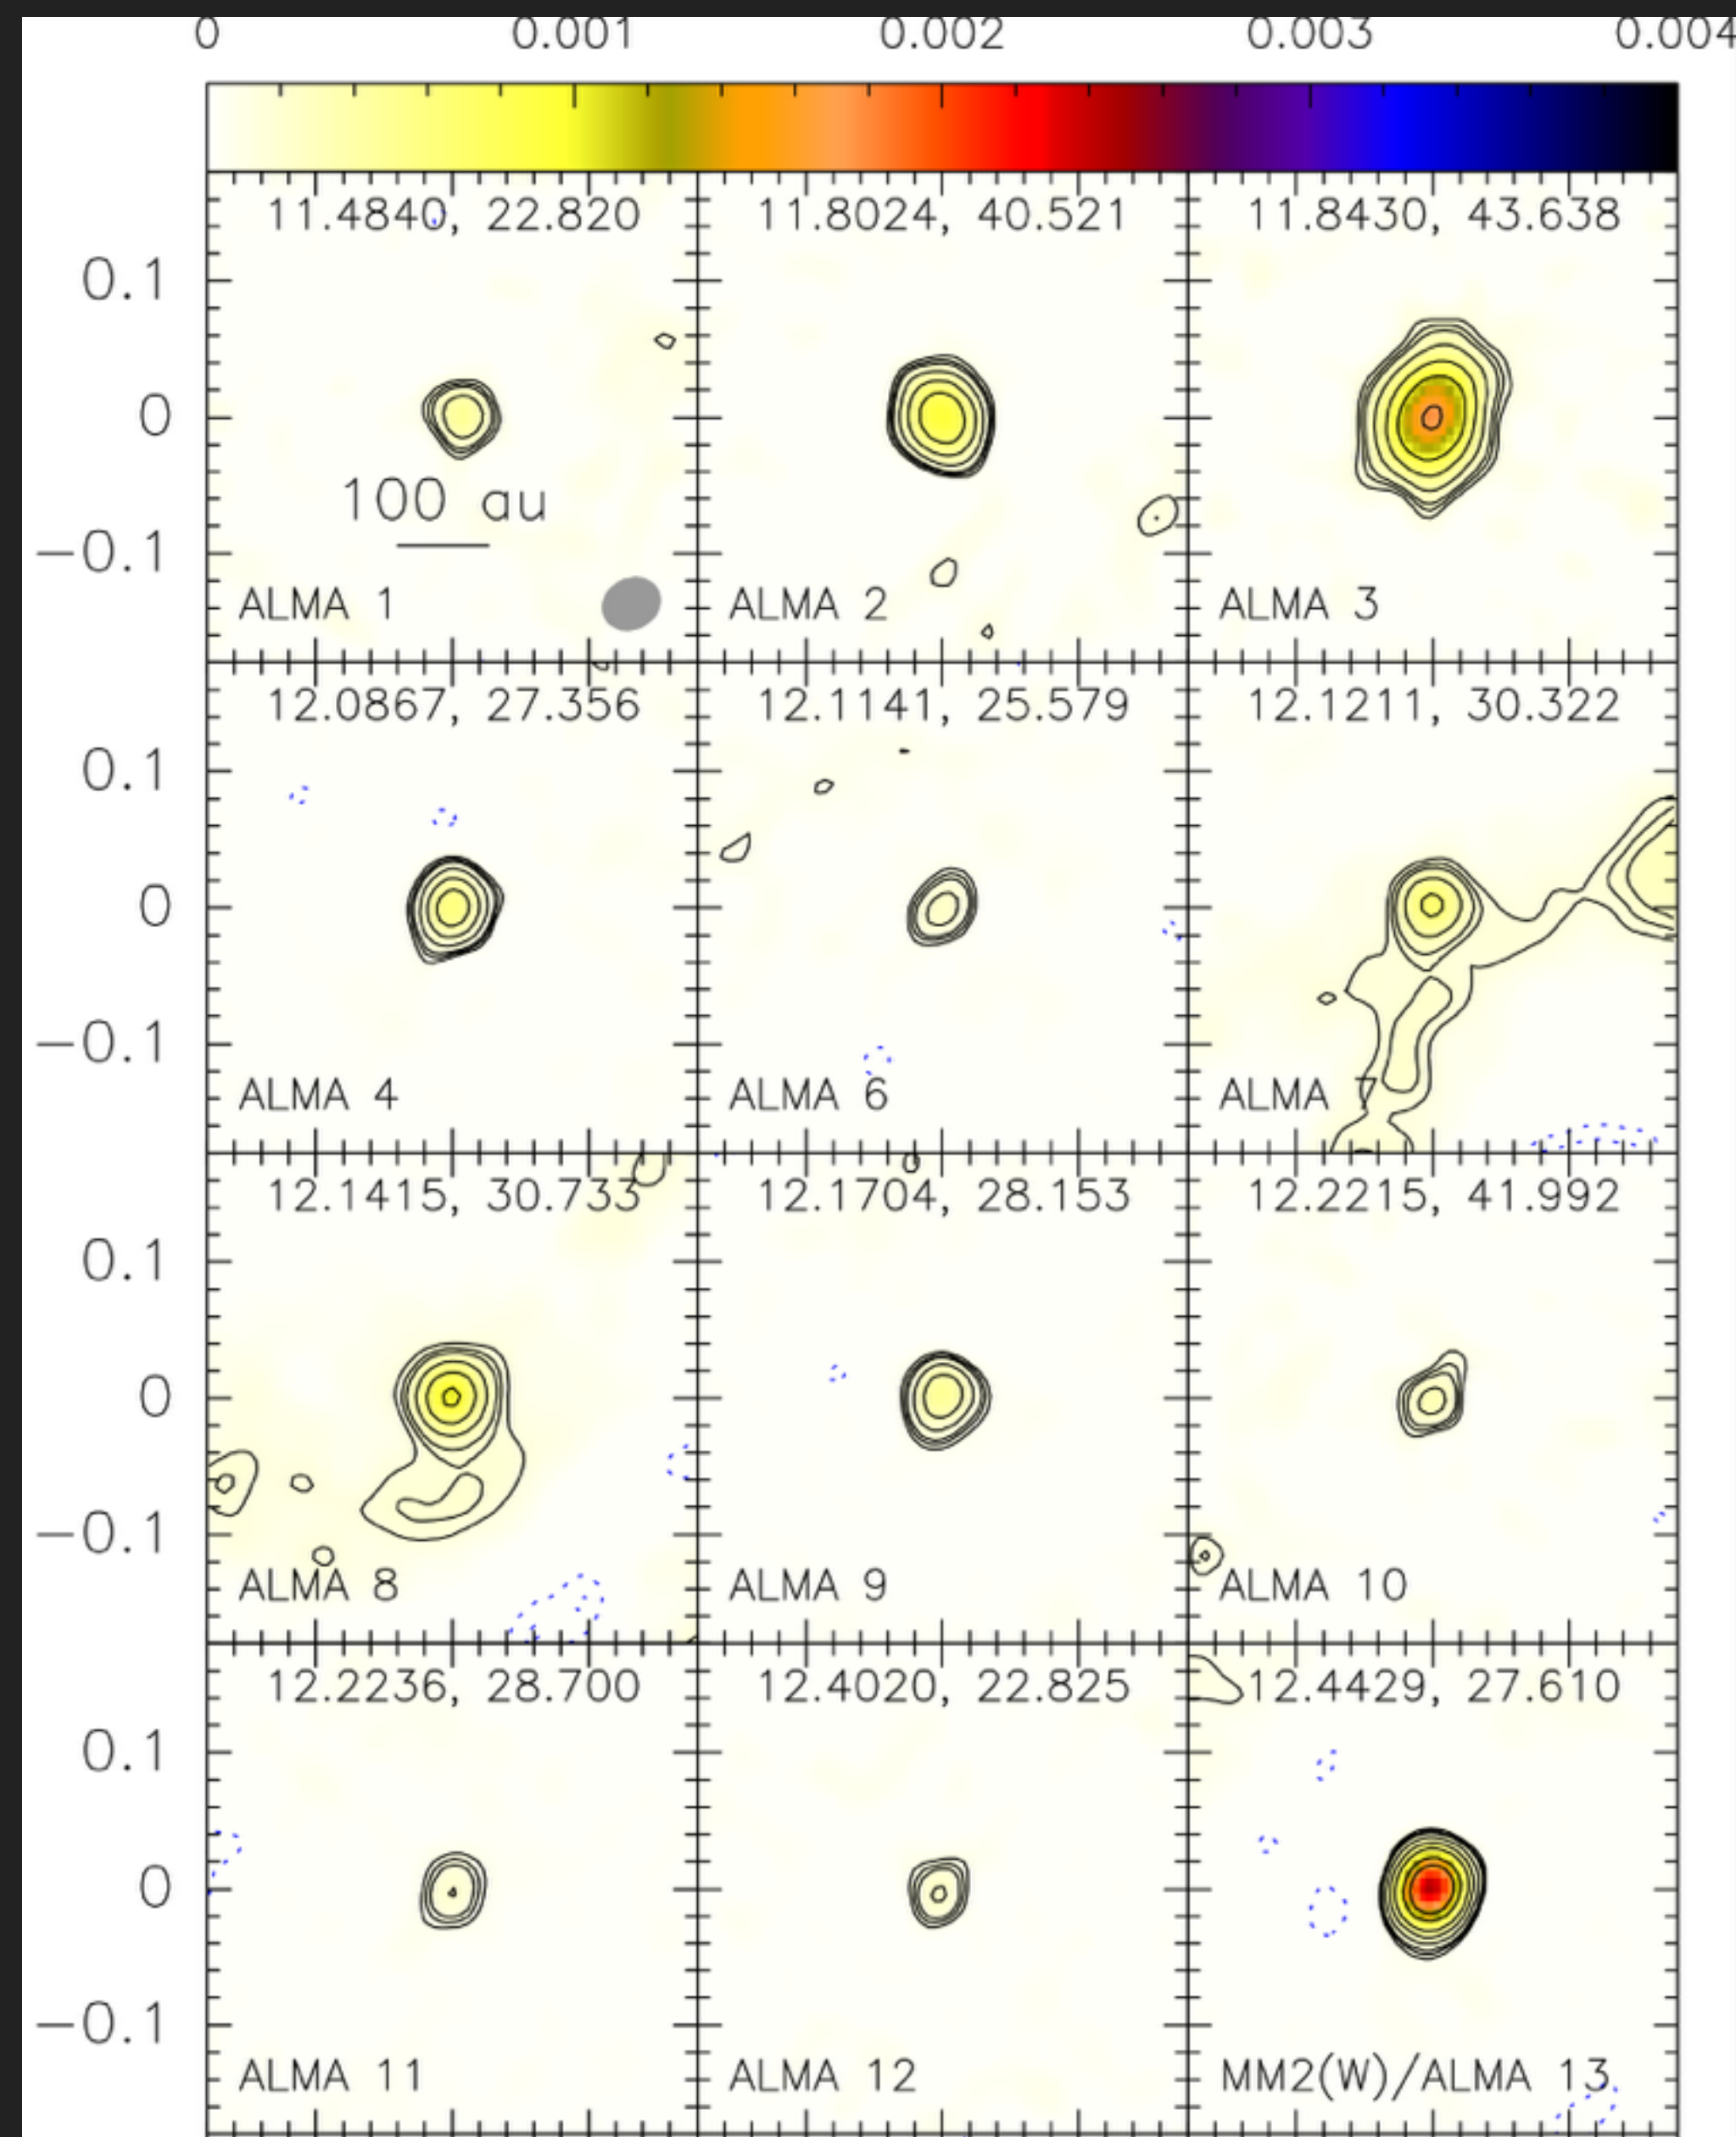 0 0.001 0.002 0.003 0.004
11.4840, 22.820 11.8024, 40.521 11.8430, 43.638
0.1
0
100 au
−0.1
ALMA 1 ALMA 2 ALMA 3
12.0867, 27.356 12.1141, 25.579 12.1211, 30.322
0.1
0
−0.1
ALMA 4 ALMA 6 ALMA 7
12.1415, 30.733 12.1704, 28.153 12.2215, 41.992
0.1
0
−0.1
ALMA 8 ALMA 9 ALMA 10
12.2236, 28.700 12.4020, 22.825 12.4429, 27.610
0.1
0
−0.1
ALMA 11 ALMA 12 MM2(W)/ALMA 13